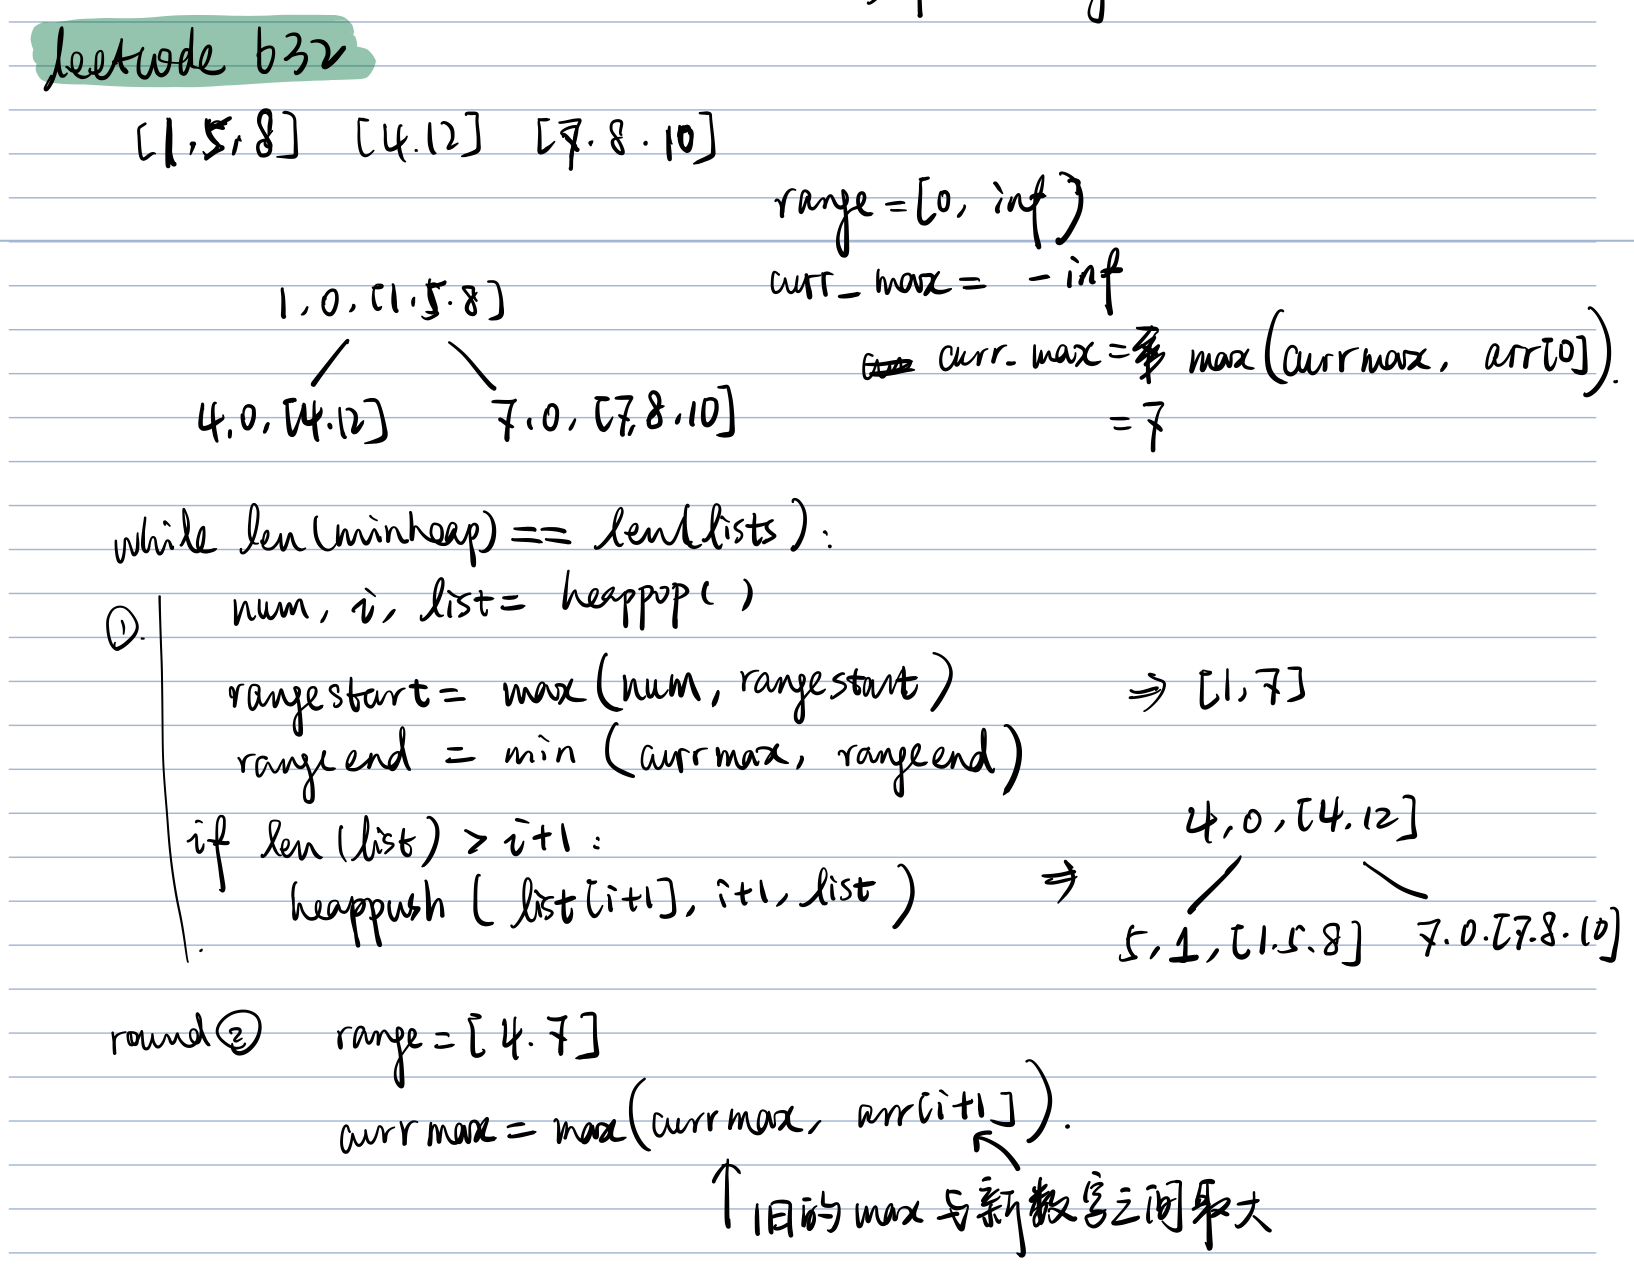 leetcode 632
[1,5,8] [4.12] [7.8.10]
range=[0, inf)
curr_max= -inf
1,0,[1.5.8]
curr_max= max(currmax, arr[0]).
4,0,[4.12] 7.0,[7,8,10]
=7
while len(minheap)== len(lists):
num, i, list= heappop()
①.
rangestart= max(num, rangestart) ⇒ [1,7]
rangeend = min (currmax, rangeend)
4,0,[4.12]
if len(list) > i+1:
heappush( list[i+1], i+1, list ) ⇒
5,1,[1.5.8] 7.0.[7.8.10]
round② range=[4.7]
currmax=max(currmax, arr[i+1]).
↑旧的max与新数字之间最大